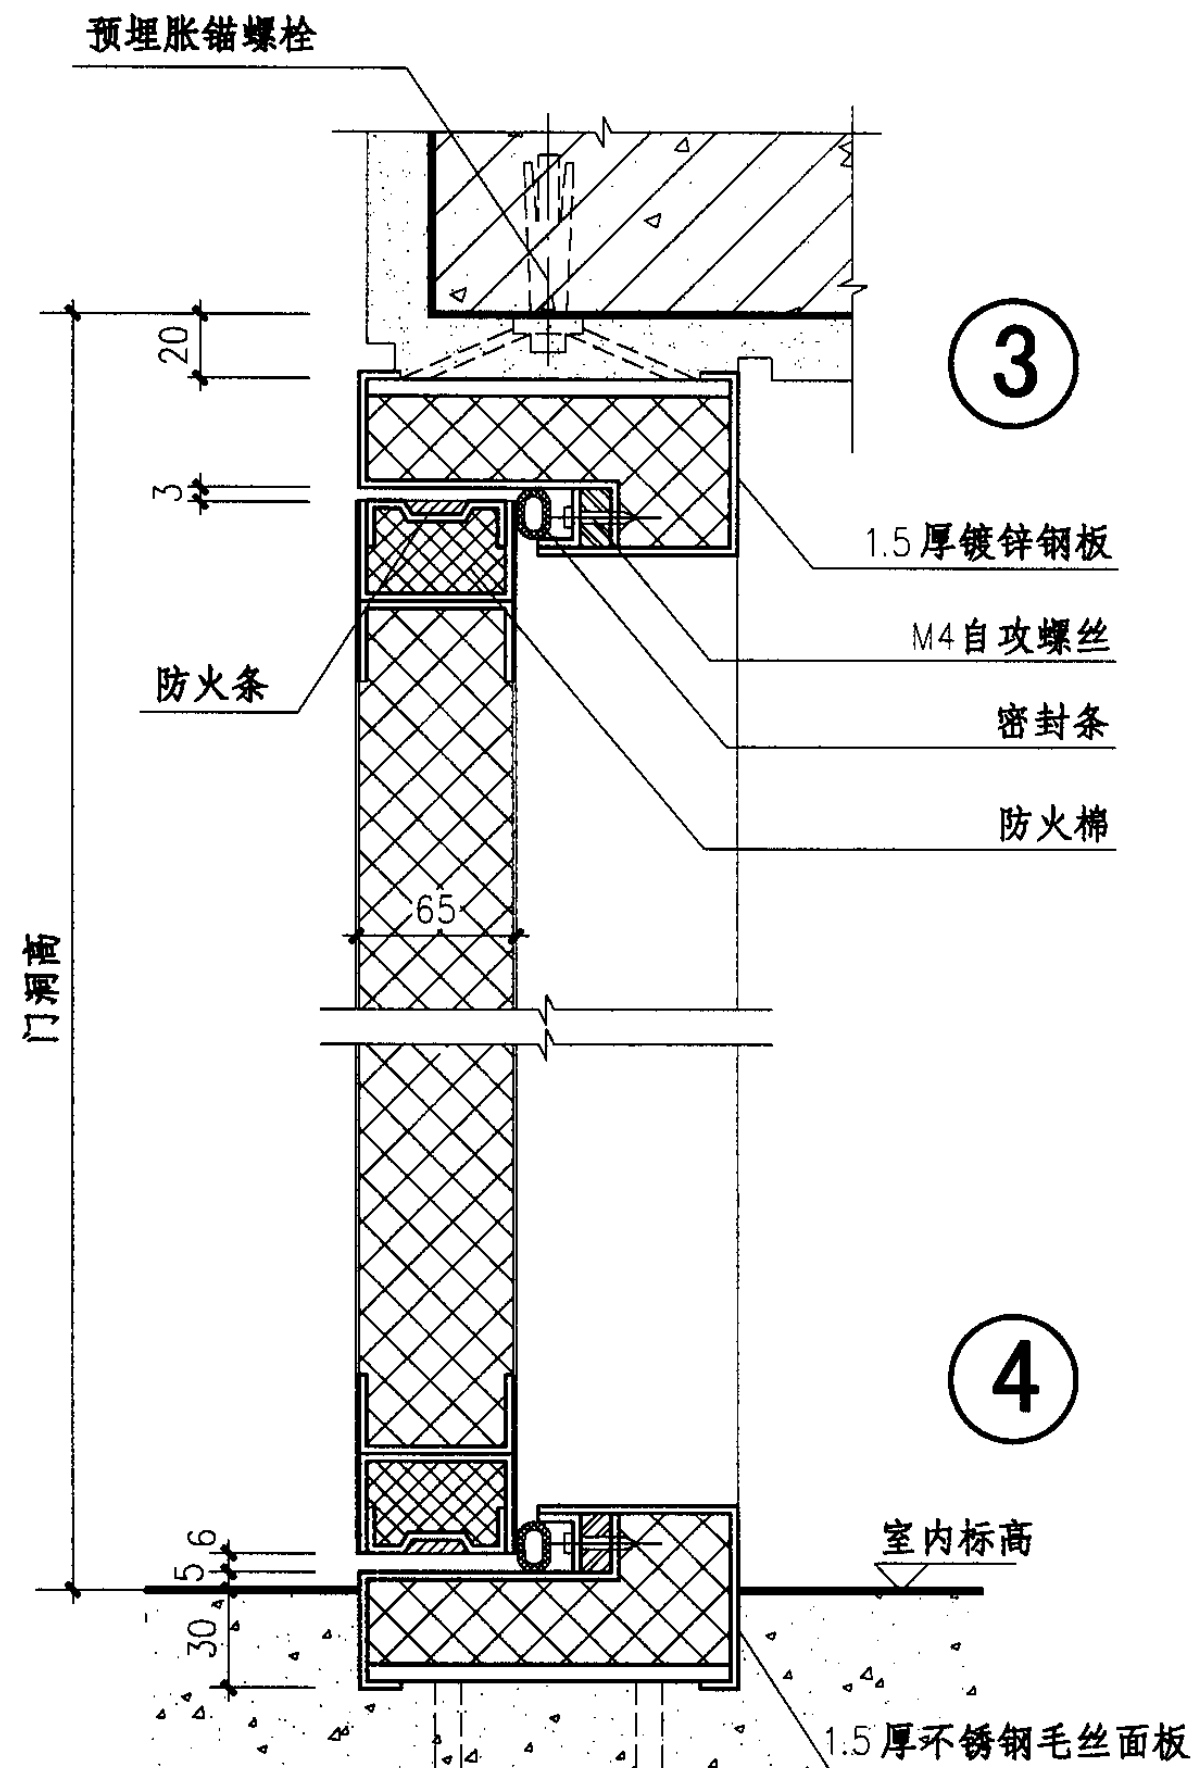 预埋胀锚螺栓
20
3
3
1.5厚镀锌钢板
M4自攻螺丝
防火条
密封条
防火棉
65
门洞高
4
6
5
室内标高
30
1.5厚不锈钢毛丝面板